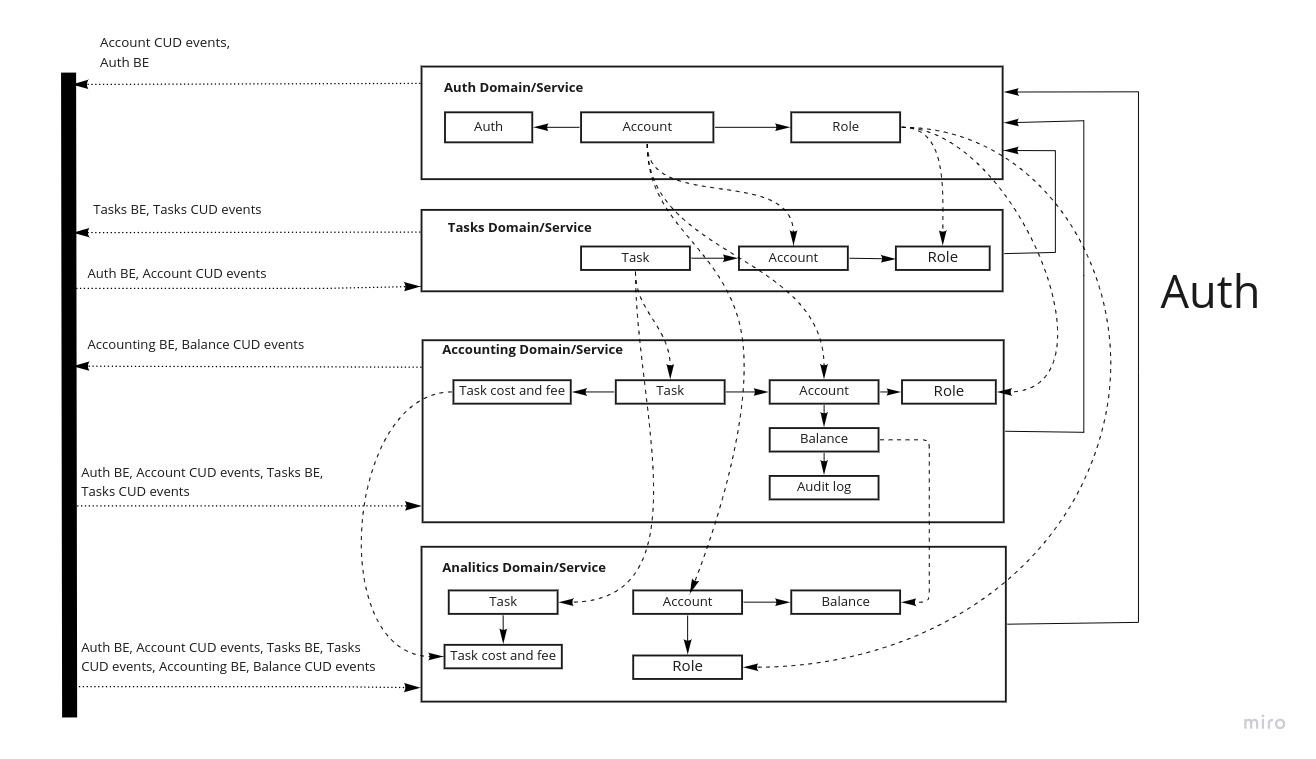 Account CUD events,
Auth BE
Auth Domain/Service
Auth
Account
Role
Tasks BE, Tasks CUD events
Tasks Domain/Service
Task
Account
Role
Auth BE, Account CUD events
Auth
Accounting BE, Balance CUD events
Accounting Domain/Service
Task cost and fee
Task
Account
Role
Balance
Audit log
Auth BE, Account CUD events, Tasks BE,
Tasks CUD events
Analitics Domain/Service
Task
Account
Balance
Task cost and fee
Role
Auth BE, Account CUD events, Tasks BE, Tasks
CUD events, Accounting BE, Balance CUD events
miro